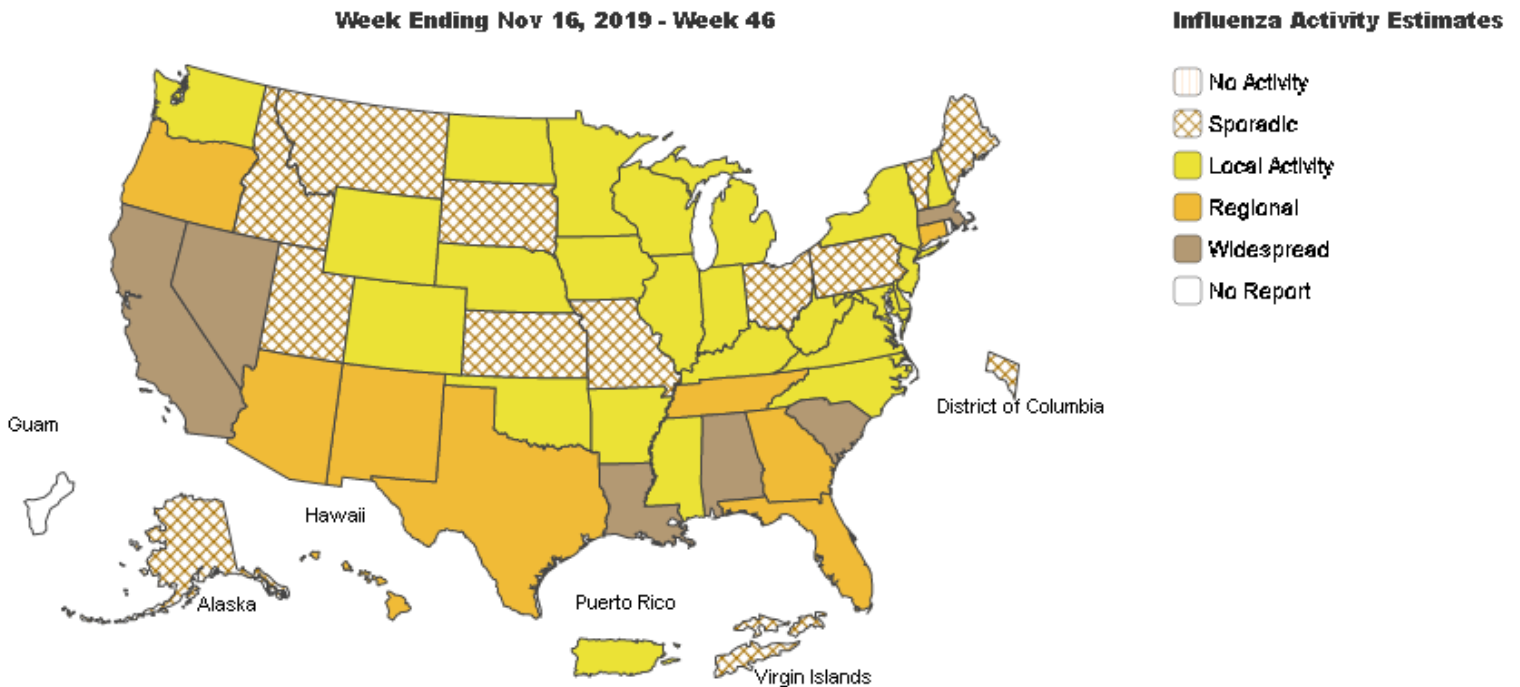 Week Ending Nov 16, 2019 - Week 46
Influenza Activity Estimates
No Activity
Sporadic
Local Activity
Regional
Widespread
No Report
District of Columbia
Guam
Hawaii
Alaska
Puerto Rico
Virgin Islands